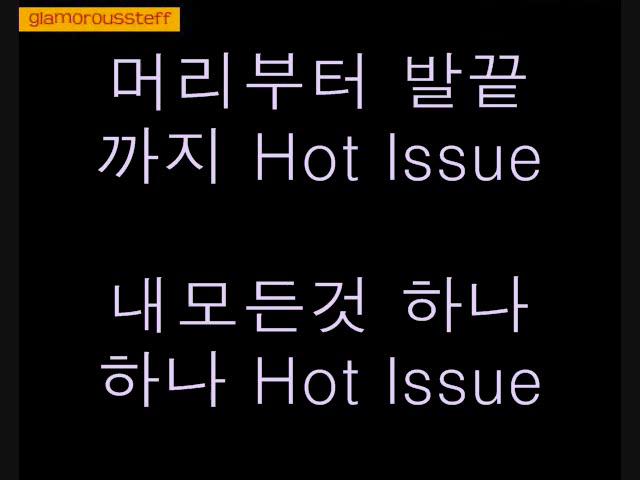 glamoroussteff
머리부터 발끝
까지 Hot Issue
내모든것 하나
하나 Hot Issue